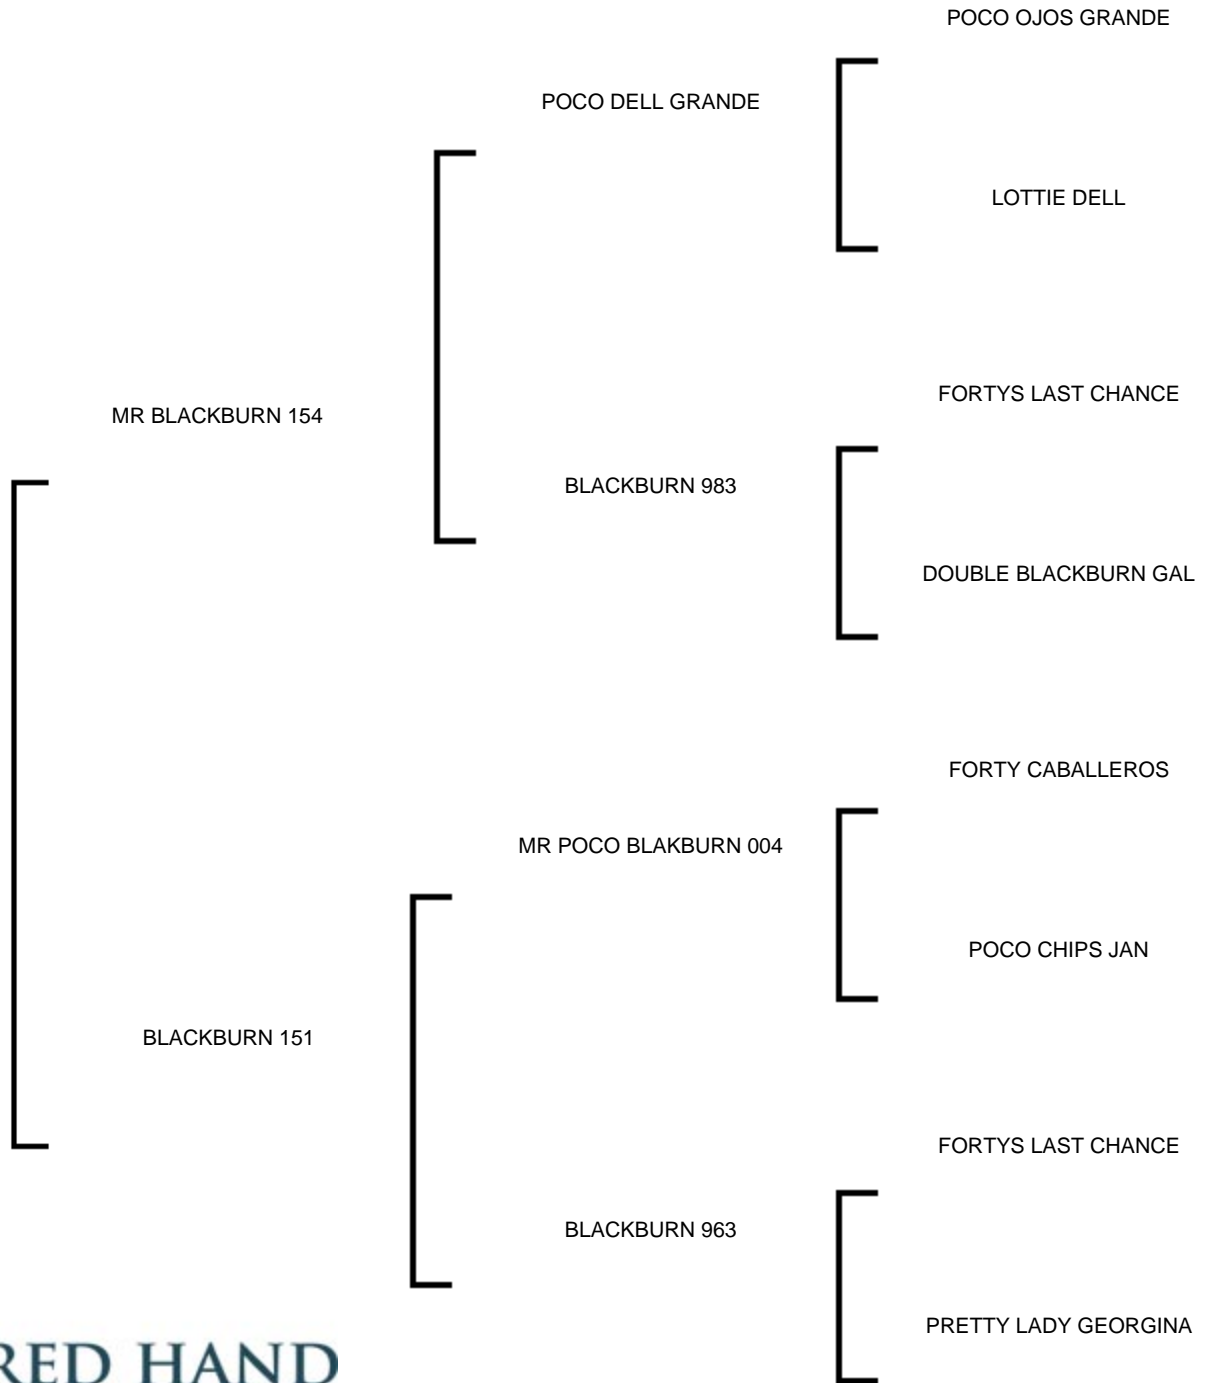 POCO OJOS GRANDE
POCO DELL GRANDE
LOTTIE DELL
FORTYS LAST CHANCE
MR BLACKBURN 154
BLACKBURN 983
DOUBLE BLACKBURN GAL
FORTY CABALLEROS
MR POCO BLAKBURN 004
POCO CHIPS JAN
BLACKBURN 151
FORTYS LAST CHANCE
BLACKBURN 963
PRETTY LADY GEORGINA
RED HAND